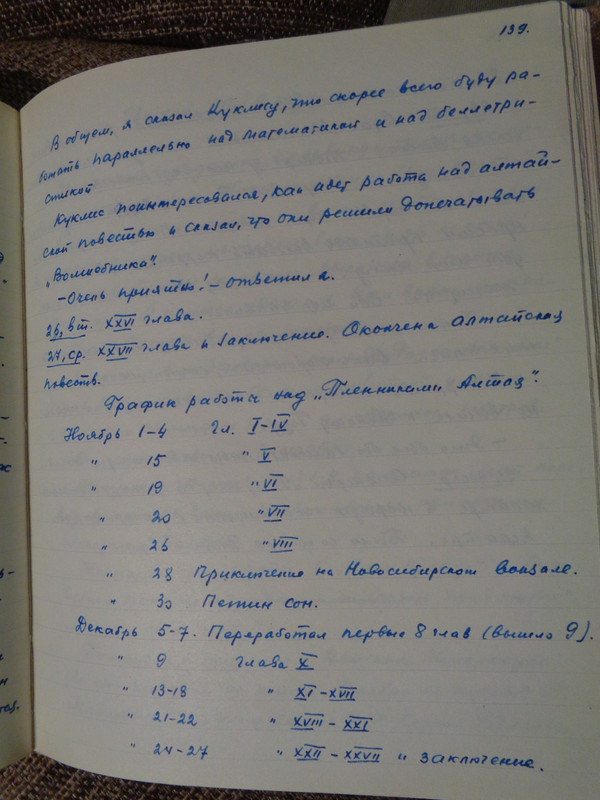 139.
В общем, я сказал Куклису, что скорее всего буду ра-
ботать параллельно над математикой и над беллетри-
стикой
Куклис поинтересовался, как идет работа над алтай-
ской повестью и сказал, что они решили допечатывать
„Волшебника".
– Очень приятно! – ответил я.
26, вт. XXVI глава.
27, ср. XXVII глава и заключение. Окончена Алтайская
повесть.
График работы над „Пленниками Алтая".
Ноябрь 1–4 Гл. I–IV
" 15 " V
" 19 " VI
" 20 " VII
" 26 " VIII
" 28 Приключение на Новосибирском вокзале.
" 30 Петин сон.
Декабрь 5–7. Переработал первые 8 глав (вышло 9).
" 9 Глава X
" 13–18 " XI–XVII
" 21–22 " XVIII–XXI
" 24–27 " XXII–XXVII и заключение.